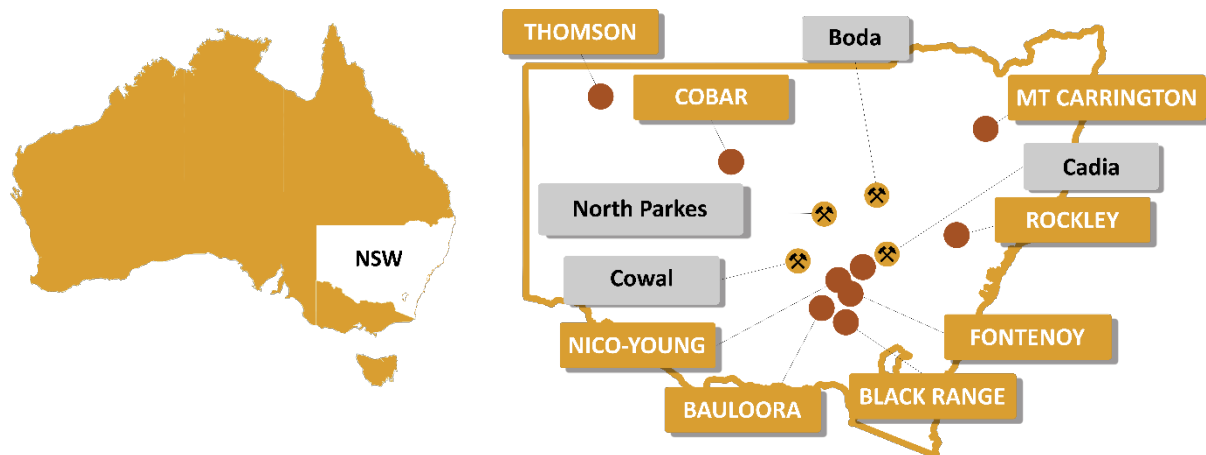 NSW
THOMSON
Boda
COBAR
MT CARRINGTON
Cadia
North Parkes
ROCKLEY
Cowal
NICO-YOUNG
FONTENOY
BAULOORA
BLACK RANGE